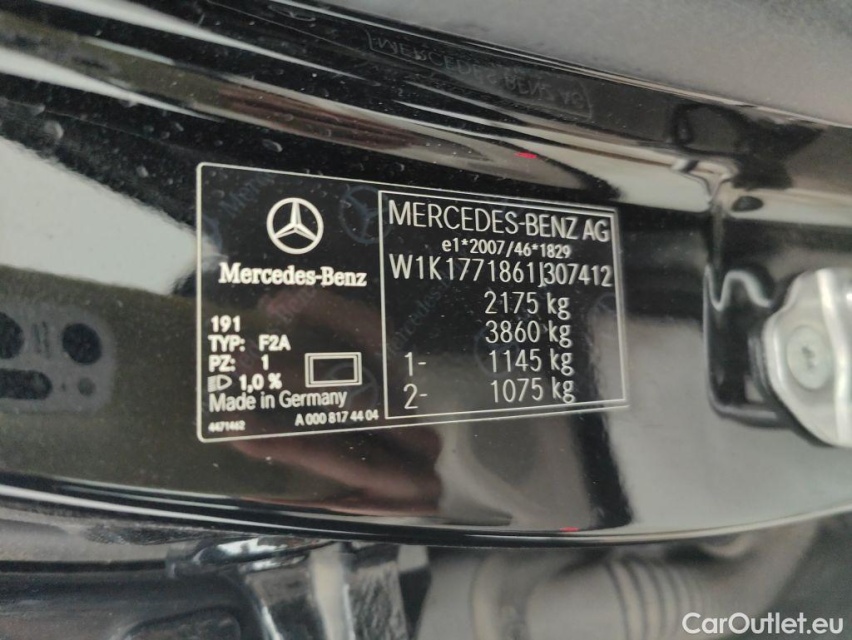 Mercedes-Benz
191
TYP: F2A
PZ: 1
1,0 %
Made in Germany
4471462
A 000 817 44 04
MERCEDES-BENZ AG
e1*2007/46*1829
W1K1771861J307412
2175 kg
3860 kg
1- 1145 kg
2- 1075 kg
CarOutlet.eu